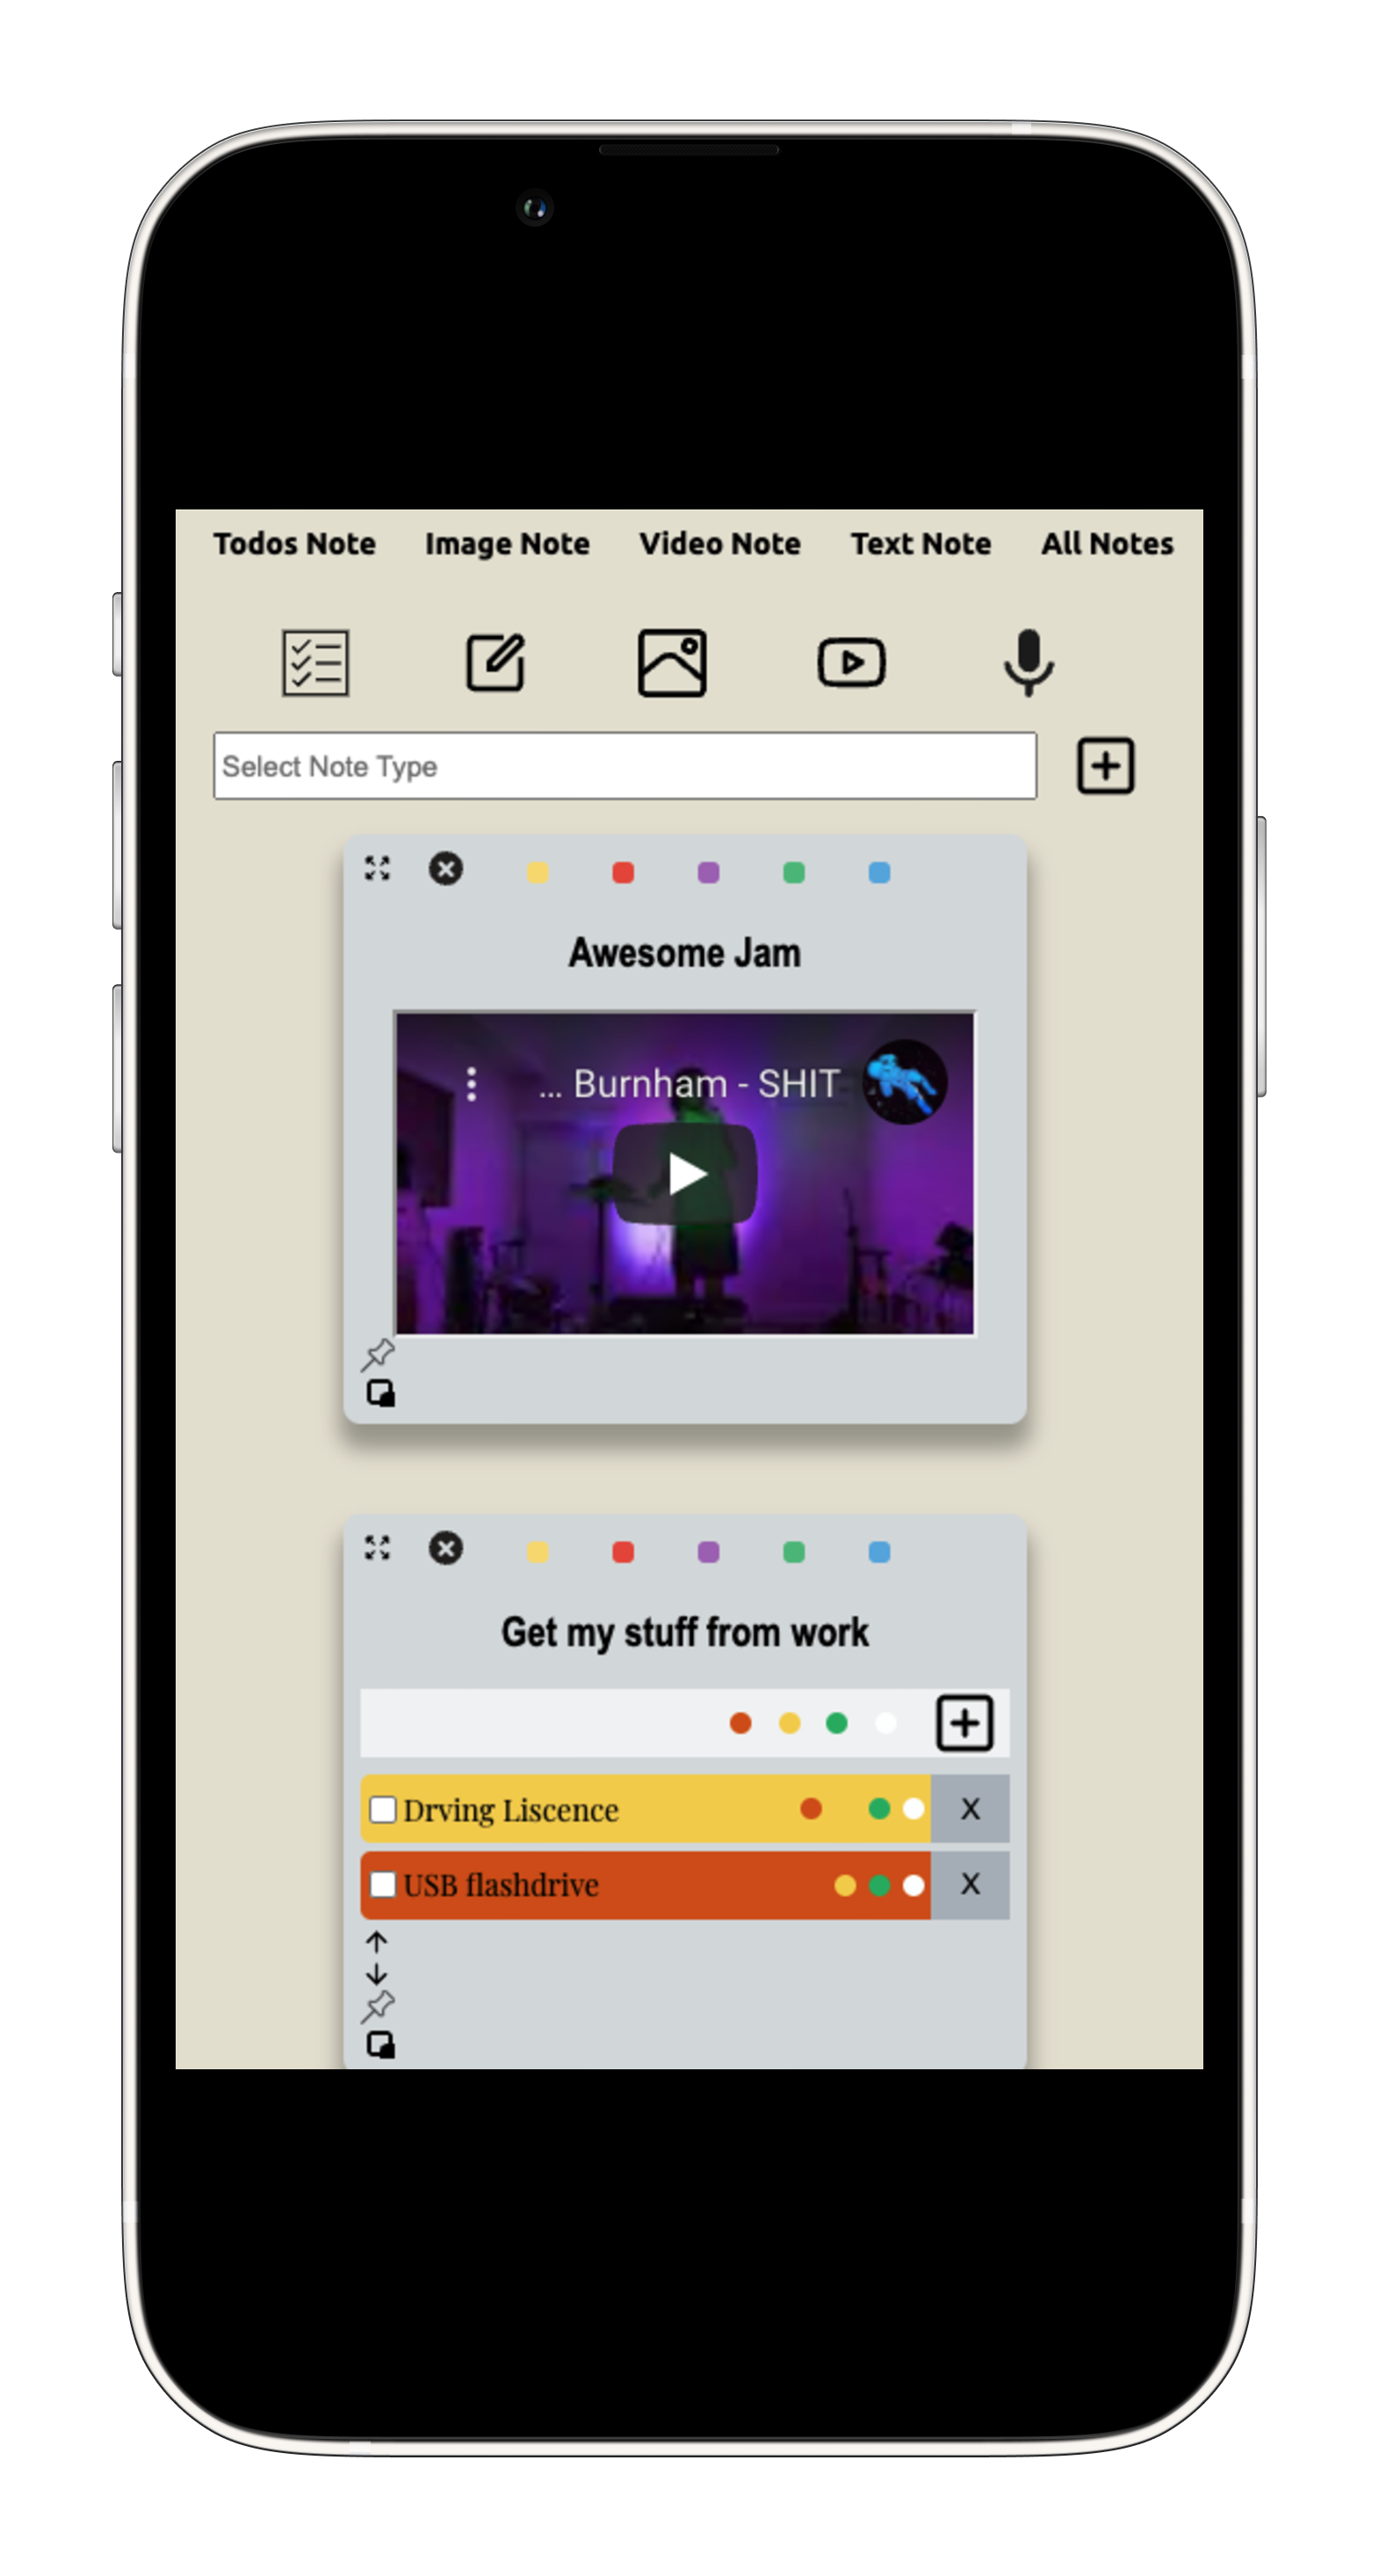 Todos Note Image Note Video Note Text Note All Notes
Select Note Type
Awesome Jam
... Burnham - SHIT
Get my stuff from work
Drving Liscence X
USB flashdrive X